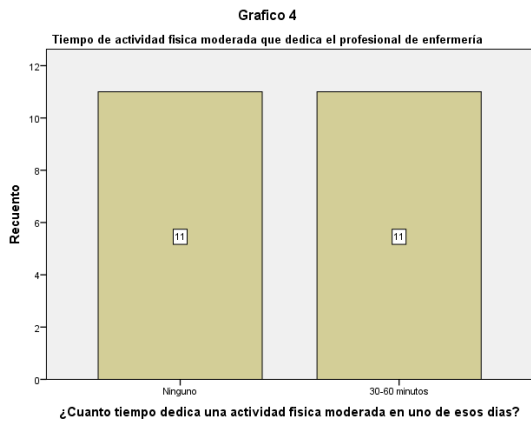 Grafico 4
Tiempo de actividad fisica moderada que dedica el profesional de enfermería
12
10
8
6
4
2
0
Recuento
11
11
Ninguno
30-60 minutos
¿Cuanto tiempo dedica una actividad fisica moderada en uno de esos dias?